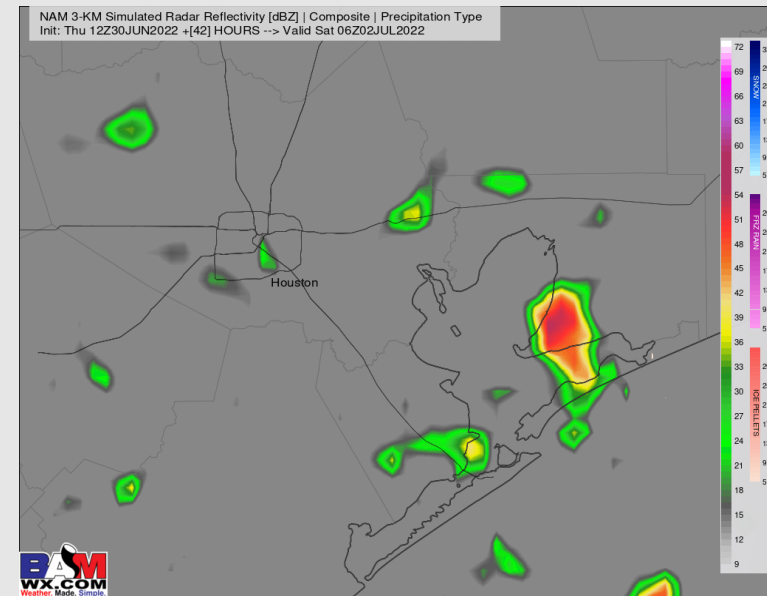 NAM 3-KM Simulated Radar Reflectivity [dBZ] | Composite | Precipitation Type
Init: Thu 12Z30JUN2022 +[42] HOURS --> Valid Sat 06Z02JUL2022
72
69
66
63
60
57
54
51
48
45
42
39
36
33
30
27
24
21
18
15
12
9
SNOW
FRZ RAIN
ICE PELLETS
Houston
BAM
WX.COM
Weather. Made. Simple.